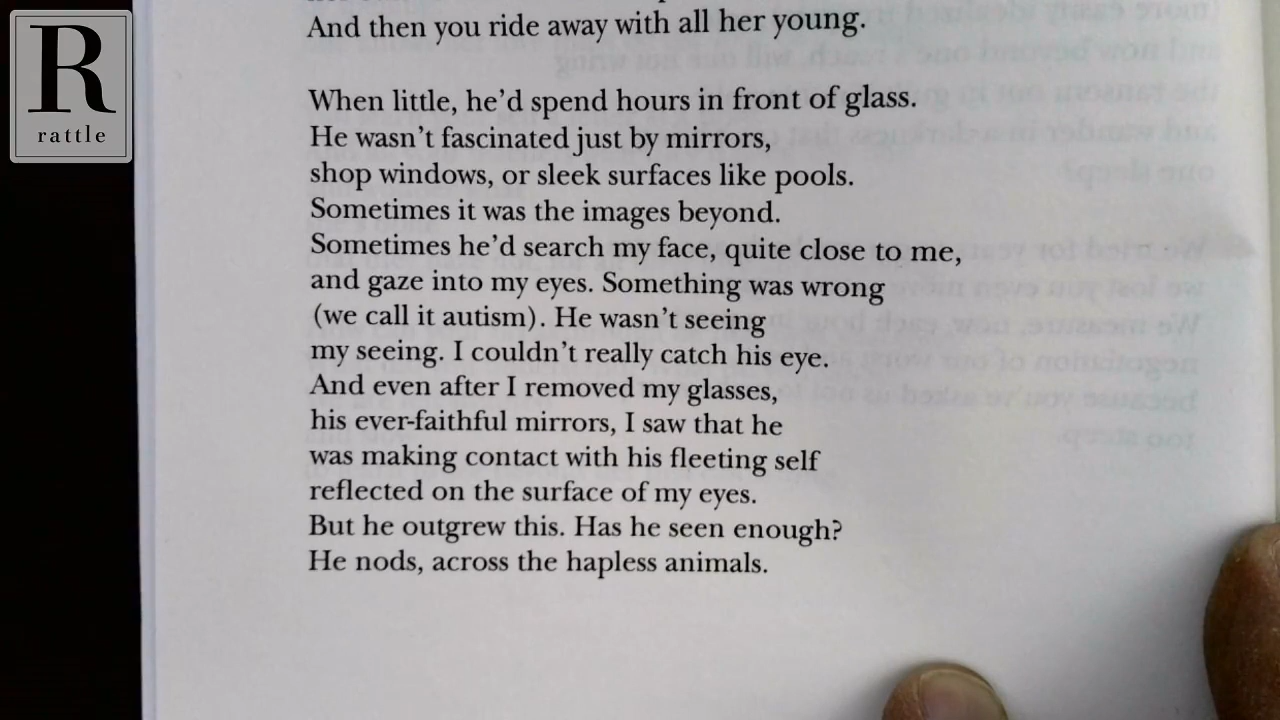 R
rattle
And then you ride away with all her young.
When little, he’d spend hours in front of glass.
He wasn’t fascinated just by mirrors,
shop windows, or sleek surfaces like pools.
Sometimes it was the images beyond.
Sometimes he’d search my face, quite close to me,
and gaze into my eyes. Something was wrong
(we call it autism). He wasn’t seeing
my seeing. I couldn’t really catch his eye.
And even after I removed my glasses,
his ever-faithful mirrors, I saw that he
was making contact with his fleeting self
reflected on the surface of my eyes.
But he outgrew this. Has he seen enough?
He nods, across the hapless animals.